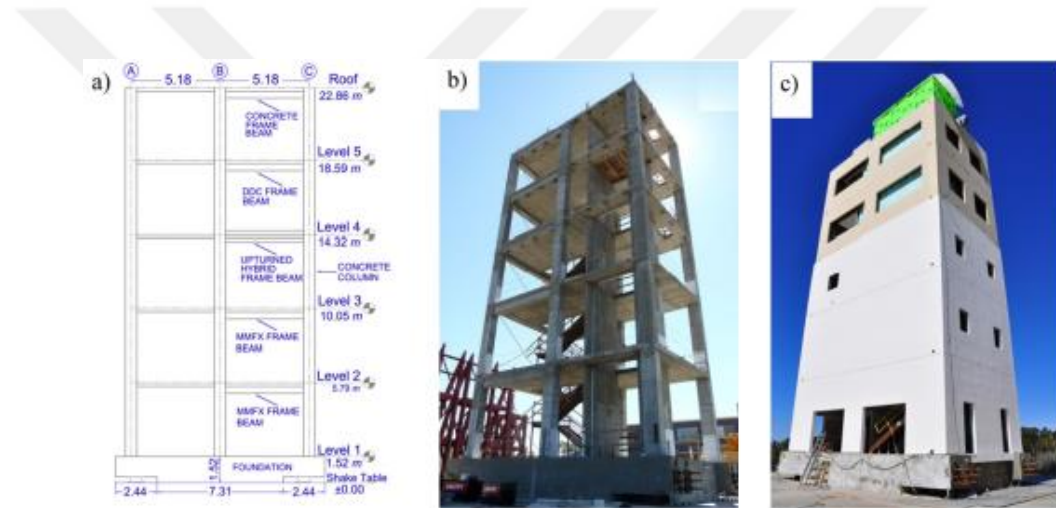 a)
A
B
C
5.18
5.18
Roof
22.86 m
CONCRETE
FRAME
BEAM
Level 5
18.59 m
DDC FRAME
BEAM
Level 4
14.32 m
UPTURNED
HYBRID
FRAME BEAM
CONCRETE
COLUMN
Level 3
10.05 m
MMFX FRAME
BEAM
Level 2
5.79 m
MMFX FRAME
BEAM
Level 1
1.52 m
1.52
FOUNDATION
Shake Table
±0.00
2.44
7.31
2.44
b)
c)